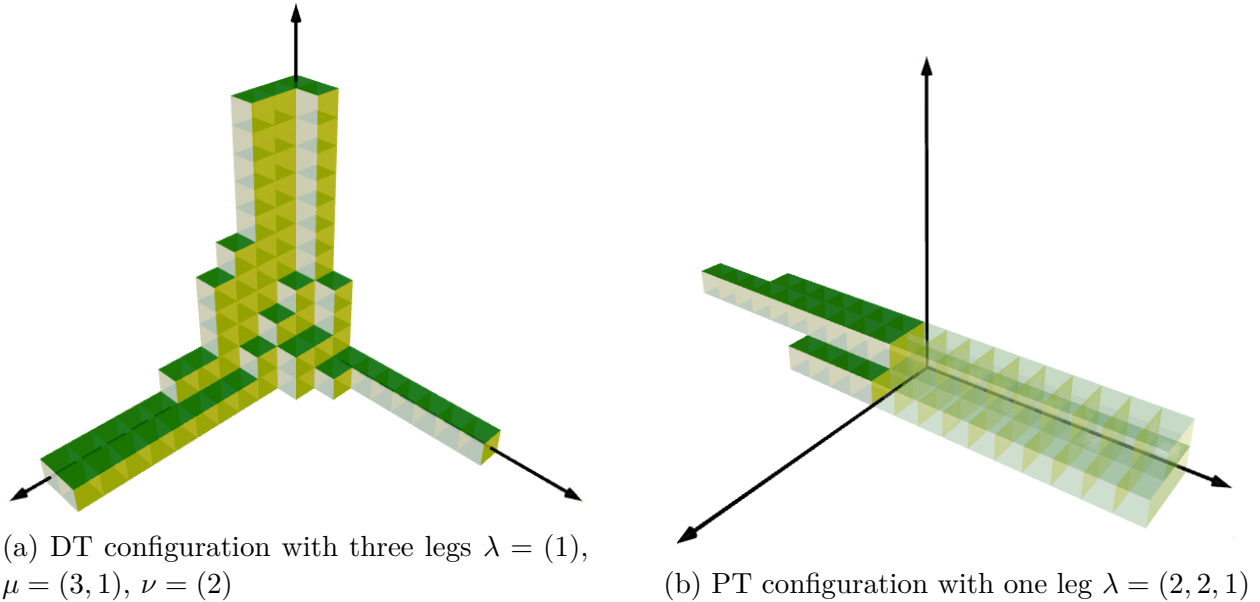 (a) DT configuration with three legs λ = (1),
μ = (3, 1), ν = (2)
(b) PT configuration with one leg λ = (2, 2, 1)